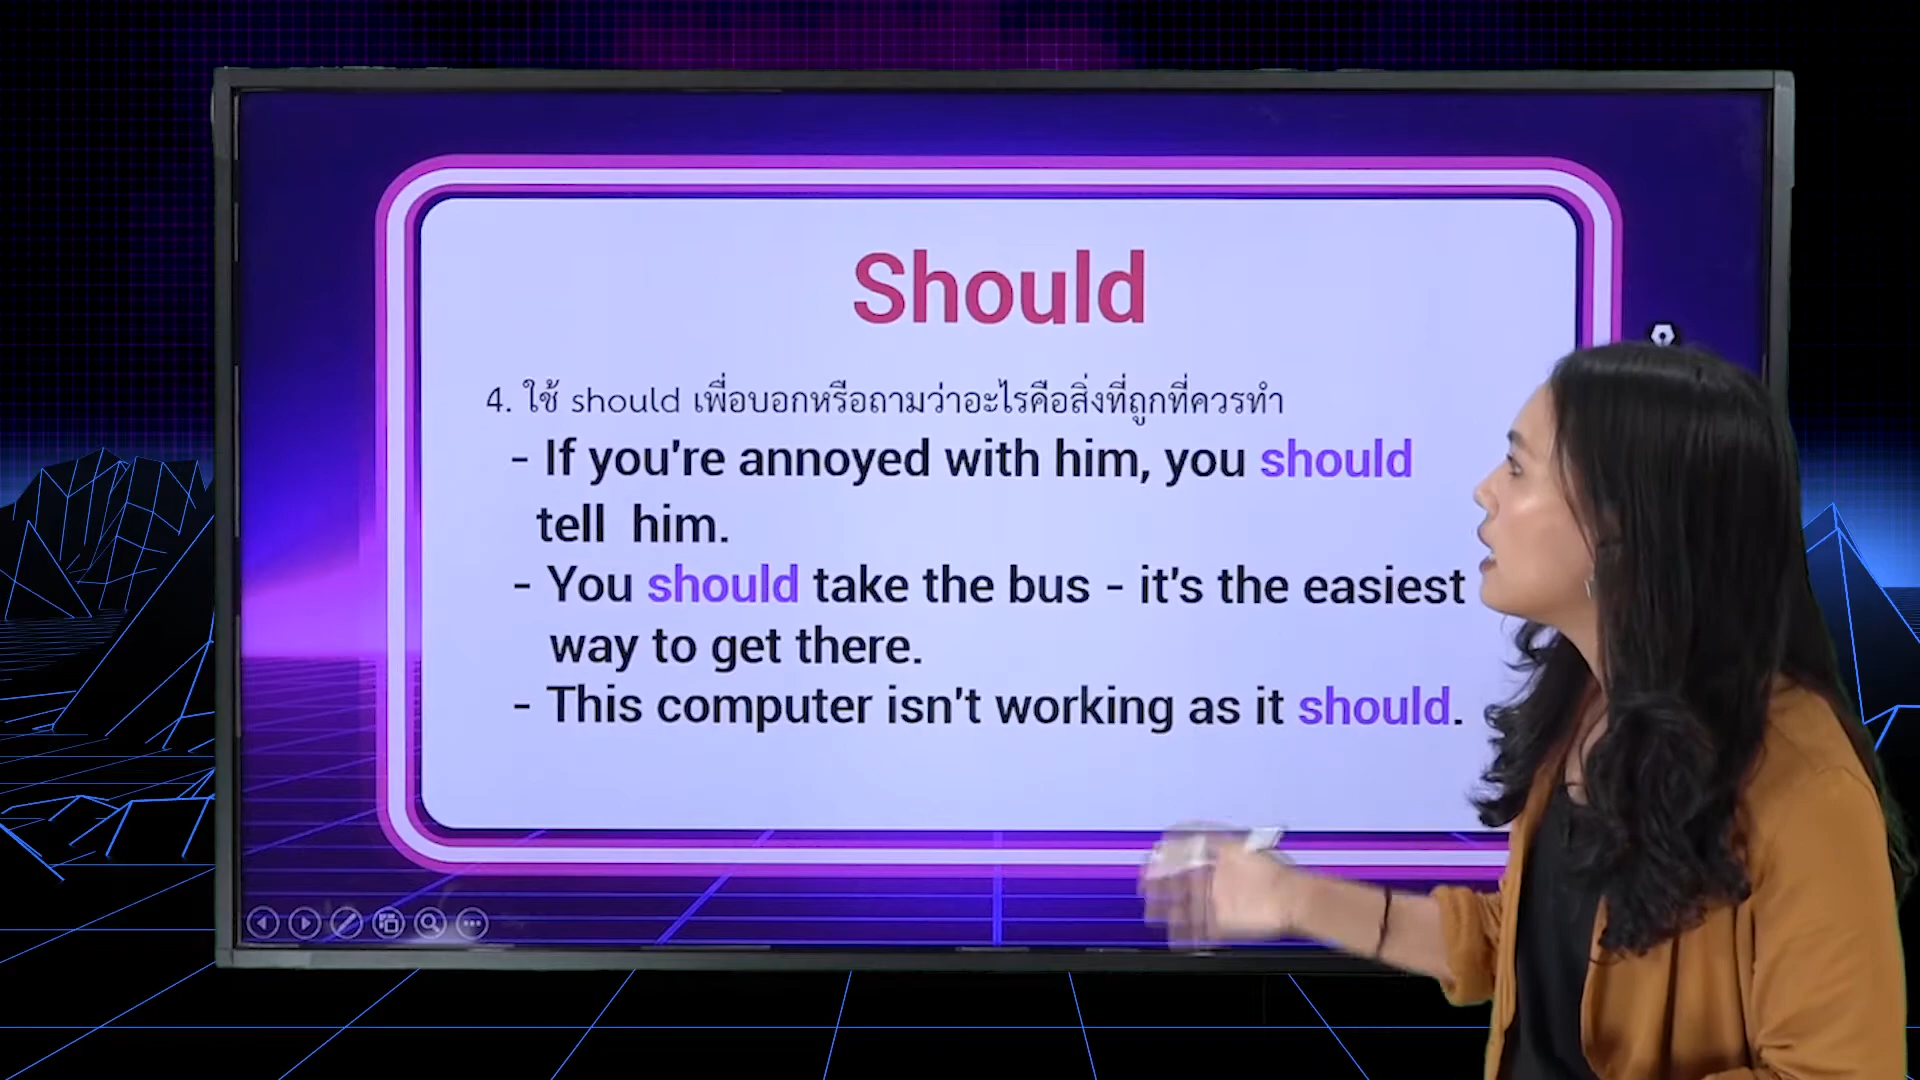 Should
4. ใช้ should เพื่อบอกหรือถามว่าอะไรคือสิ่งที่ถูกที่ควรทำ
- If you're annoyed with him, you should
tell him.
- You should take the bus - it's the easiest
way to get there.
- This computer isn't working as it should.